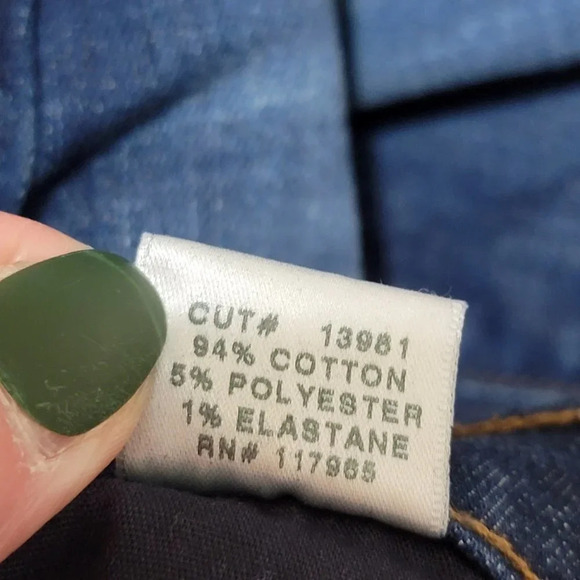 CUT# 13981
94% COTTON
5% POLYESTER
1% ELASTANE
RN# 117965